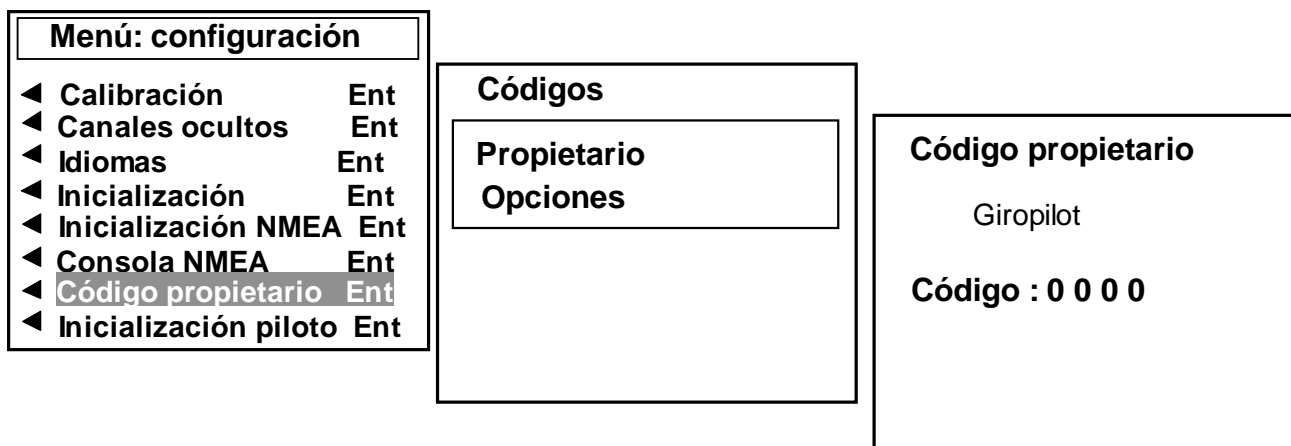 Menú: configuración
Calibración Ent
Canales ocultos Ent
Idiomas Ent
Inicialización Ent
Inicialización NMEA Ent
Consola NMEA Ent
Código propietario Ent
Inicialización piloto Ent
Códigos
Propietario
Opciones
Código propietario
Giropilot
Código : 0 0 0 0